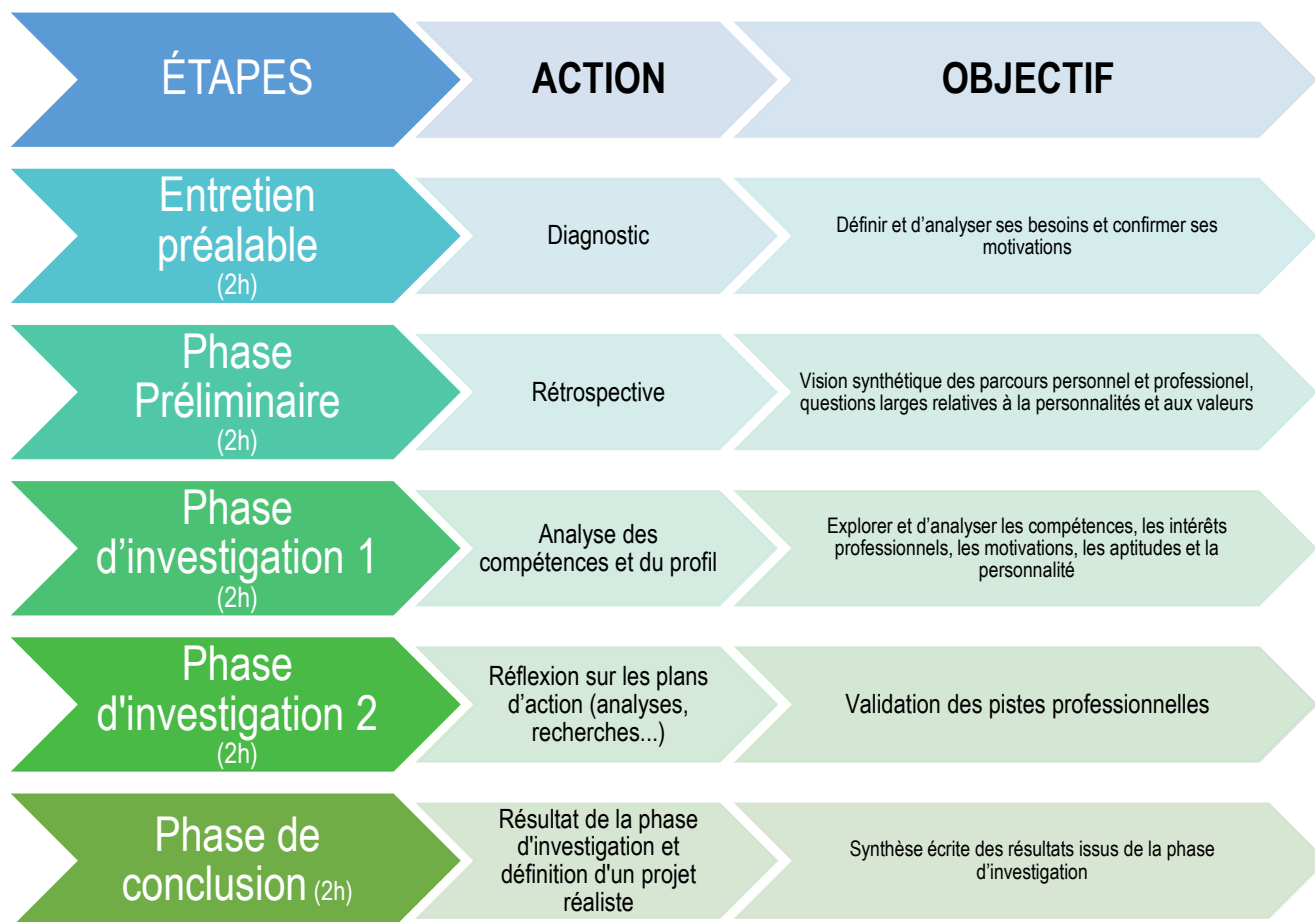 ÉTAPES
ACTION
OBJECTIF
Entretien
préalable
(2h)
Diagnostic
Définir et d'analyser ses besoins et confirmer ses
motivations
Phase
Préliminaire
(2h)
Rétrospective
Vision synthétique des parcours personnel et professionel,
questions larges relatives à la personnalités et aux valeurs
Phase
d’investigation 1
(2h)
Analyse des
compétences et du profil
Explorer et d'analyser les compétences, les intérêts
professionnels, les motivations, les aptitudes et la
personnalité
Phase
d'investigation 2
(2h)
Réflexion sur les plans
d’action (analyses,
recherches...)
Validation des pistes professionnelles
Phase de
conclusion (2h)
Résultat de la phase
d'investigation et
définition d'un projet
réaliste
Synthèse écrite des résultats issus de la phase
d’investigation